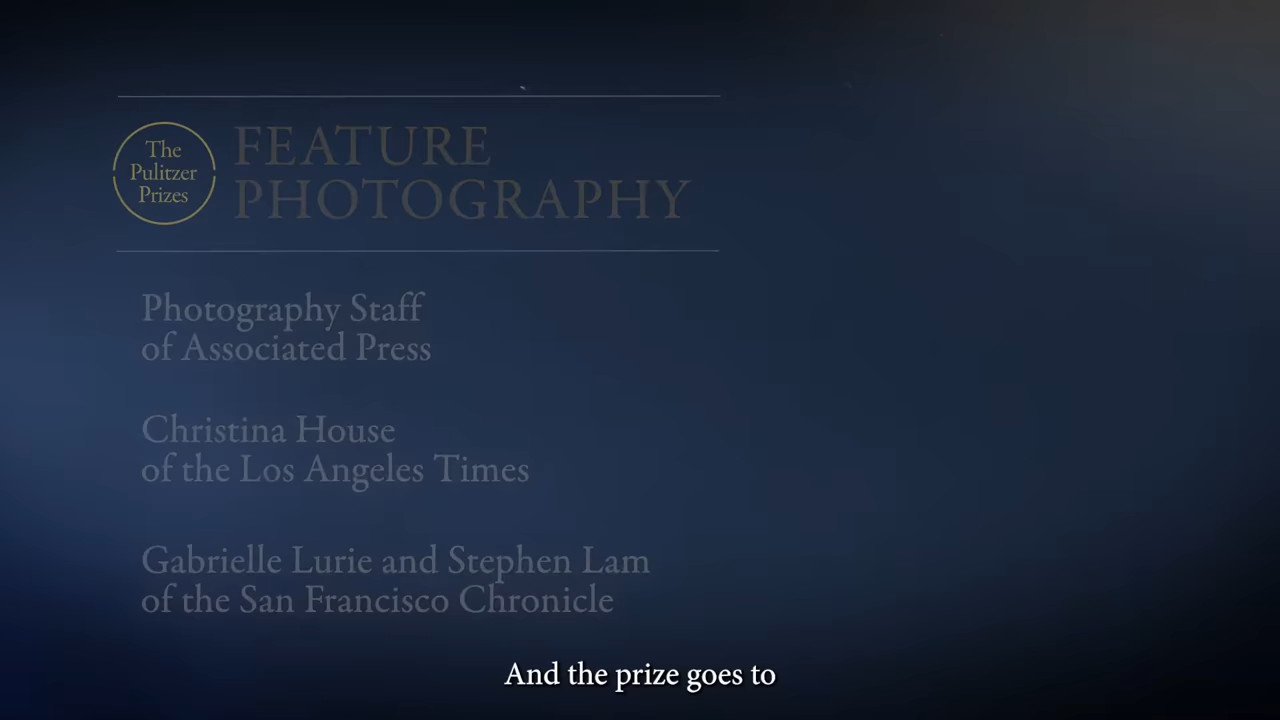 The
Pulitzer
Prizes
FEATURE
PHOTOGRAPHY
Photography Staff
of Associated Press
Christina House
of the Los Angeles Times
Gabrielle Lurie and Stephen Lam
of the San Francisco Chronicle
And the prize goes to